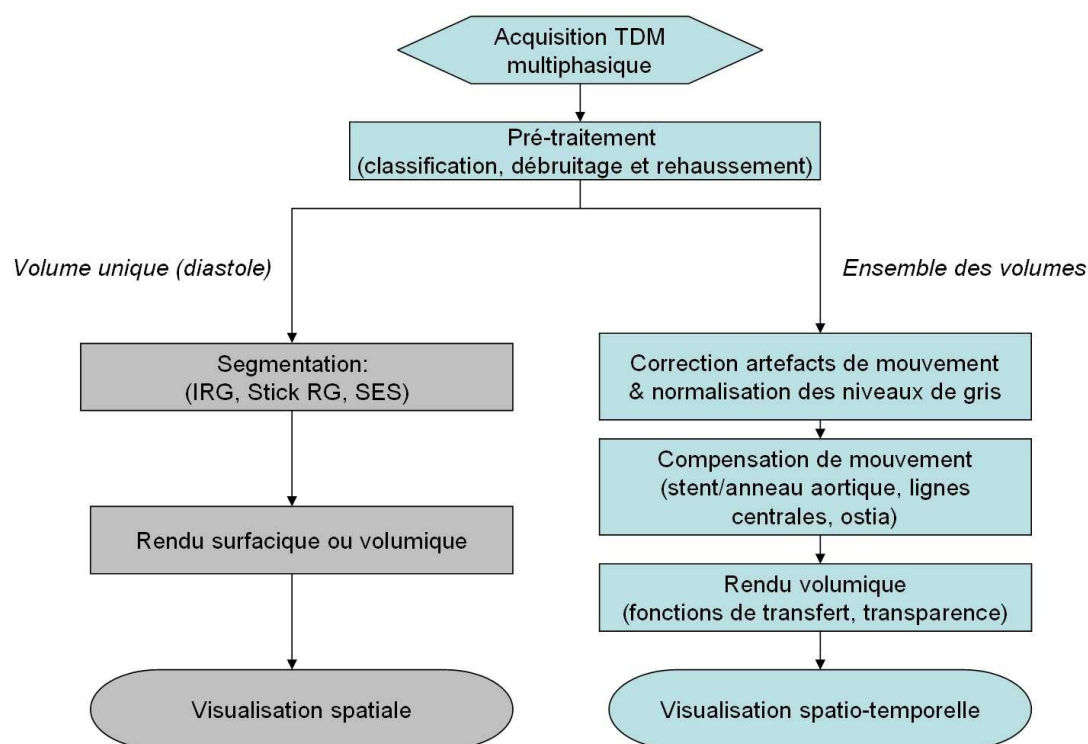 Acquisition TDM
multiphasique
Pré-traitement
(classification, débruitage et rehaussement)
Volume unique (diastole)
Ensemble des volumes
Segmentation:
(IRG, Stick RG, SES)
Rendu surfacique ou volumique
Visualisation spatiale
Correction artefacts de mouvement
& normalisation des niveaux de gris
Compensation de mouvement
(stent/anneau aortique, lignes
centrales, ostia)
Rendu volumique
(fonctions de transfert, transparence)
Visualisation spatio-temporelle